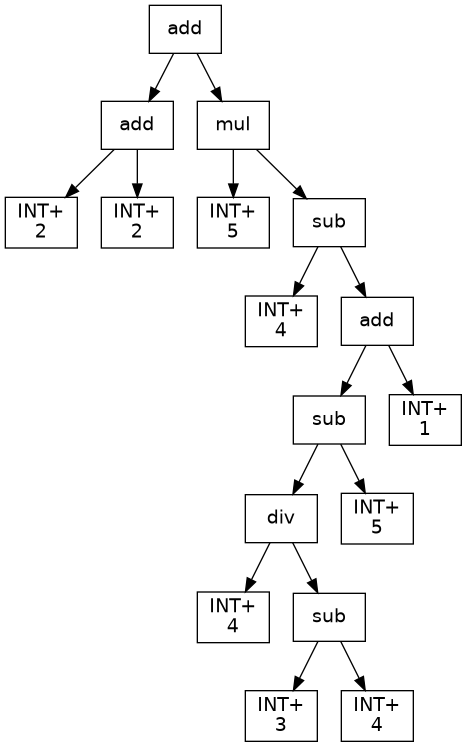 add
add
mul
INT+
2
INT+
2
INT+
5
sub
INT+
4
add
sub
INT+
1
div
INT+
5
INT+
4
sub
INT+
3
INT+
4